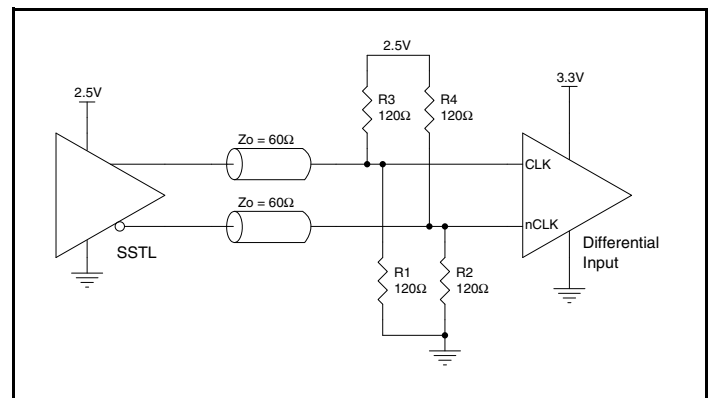 2.5V
2.5V
3.3V
R3
120Ω
R4
120Ω
Zo = 60Ω
CLK
Zo = 60Ω
nCLK
SSTL
Differential
Input
R1
120Ω
R2
120Ω